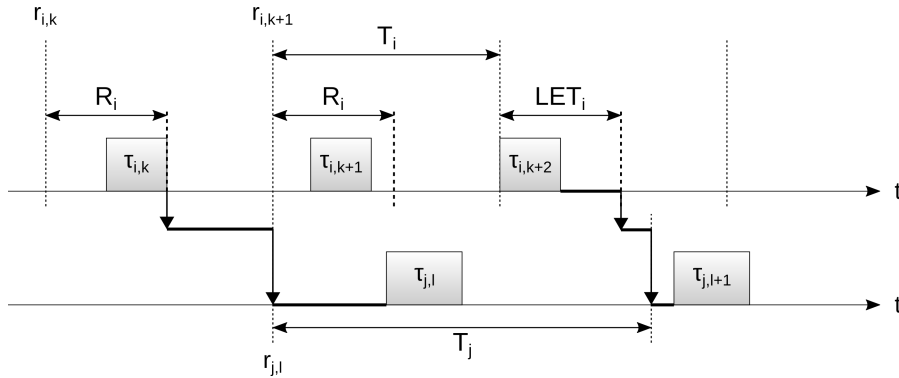 r_{i,k} r_{i,k+1}
T_i
R_i R_i LET_i
τ_{i,k} τ_{i,k+1} τ_{i,k+2}
t
τ_{j,l} τ_{j,l+1}
t
T_j
r_{j,l}